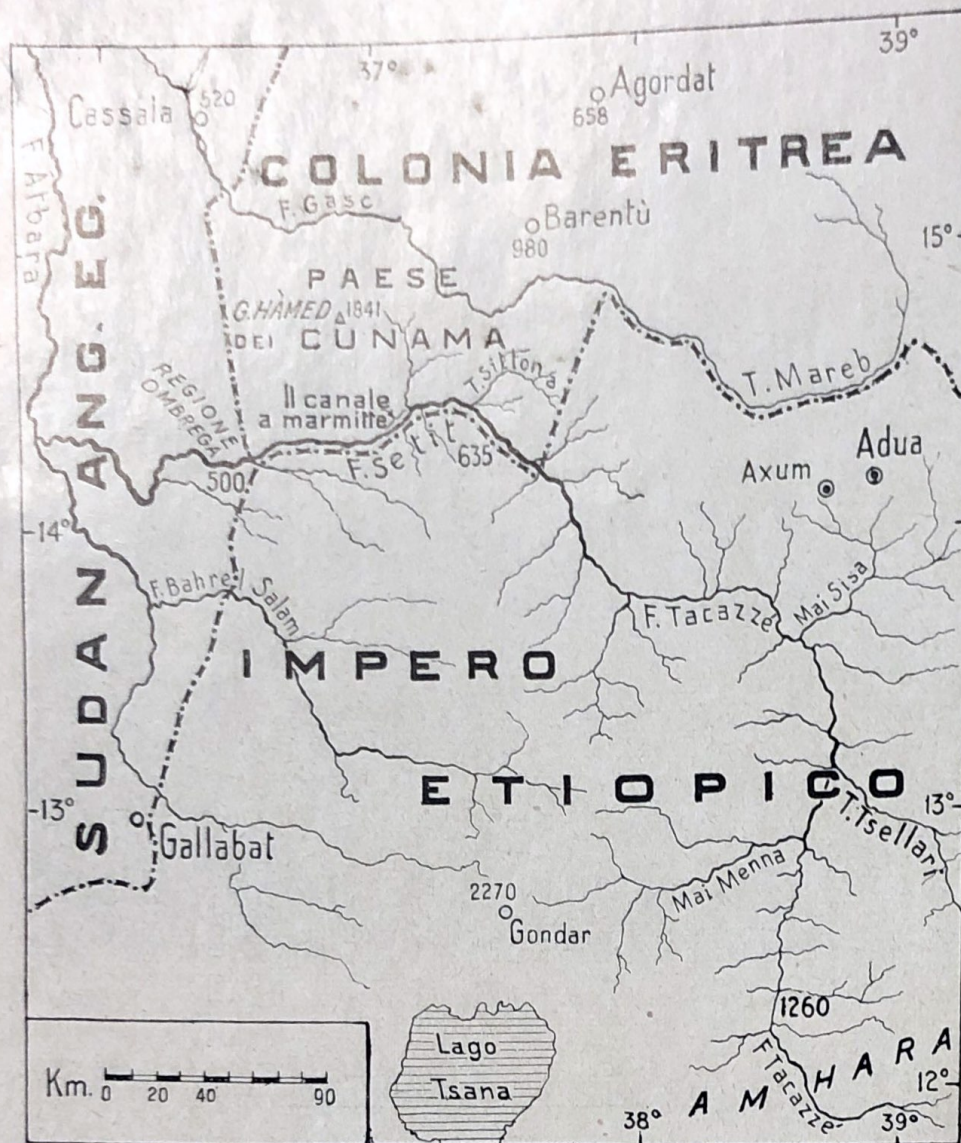 37°
39°
Cassala
520
Agordat
658
COLONIA ERITREA
F. Atbara
F. Gasc
Barentù
980
15°
PAESE
G. HÀMED 1841
DEI CUNAMA
REGIONE
OMBREGA
T. Sittona
Il canale
a marmitte
T. Mareb
F. Setit
635
500
Axum
Adua
14°
SUDAN ANG. EG.
F. Bahr el Salam
F. Tacazzè
Mai Sisa
IMPERO
ETIOPICO
13°
13°
Gallabat
T. Tsellari
Mai Menna
2270
Gondar
1260
Lago
Tsana
F. Tacazzè
AMHARA
12°
Km. 0 20 40 90
38°
39°